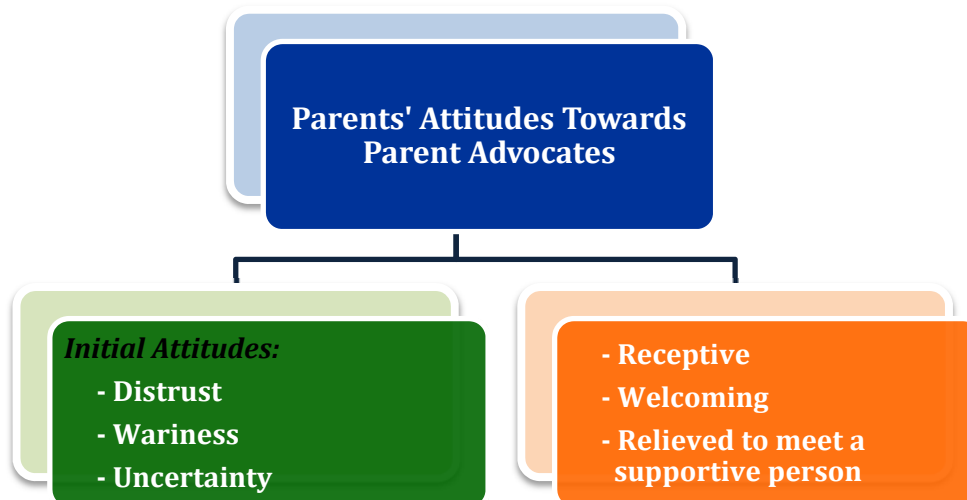 Parents' Attitudes Towards
Parent Advocates
Initial Attitudes:
- Distrust
- Wariness
- Uncertainty
- Receptive
- Welcoming
- Relieved to meet a
supportive person